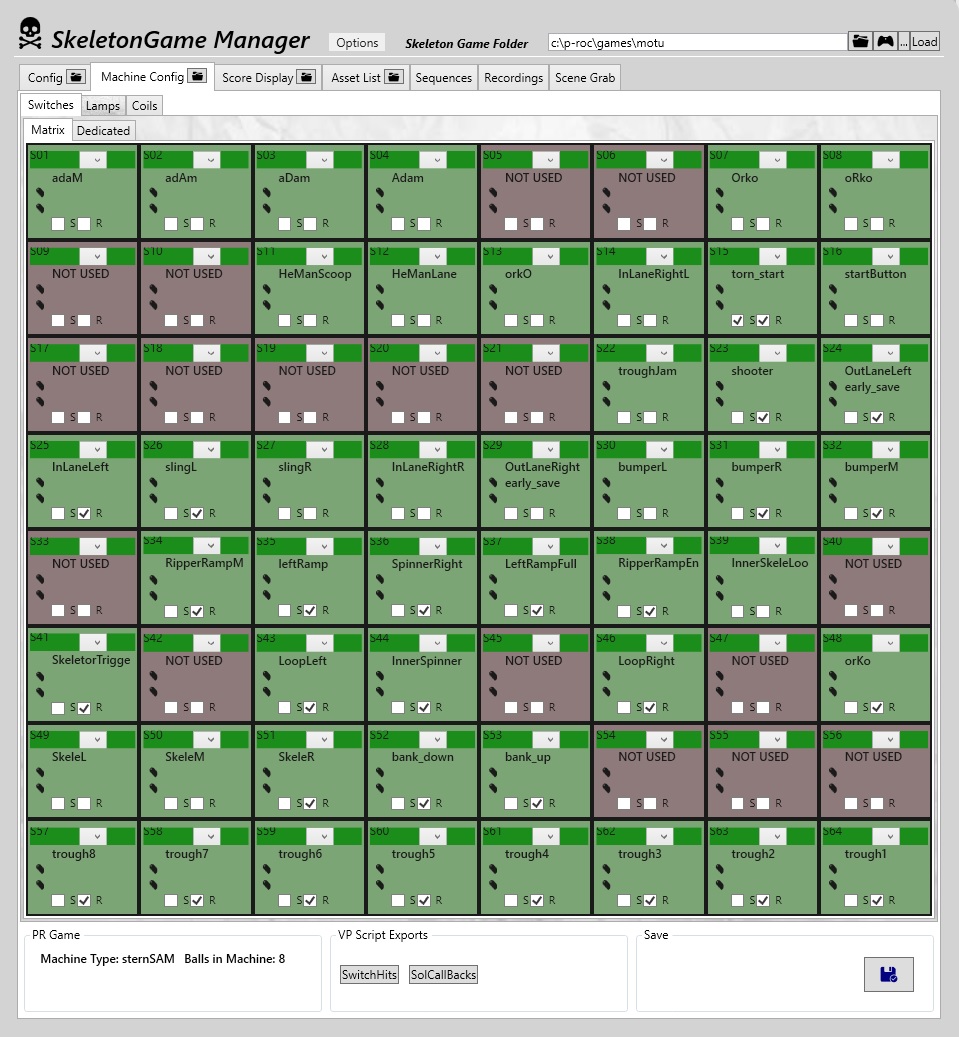 SkeletonGame Manager
Options
Skeleton Game Folder
c:\p-roc\games\motu
... Load
Config Machine Config Score Display Asset List Sequences Recordings Scene Grab
Switches Lamps Coils
Matrix Dedicated
S01 S02 S03 S04 S05 S06 S07 S08
adaM adAm aDam Adam NOT USED NOT USED Orko oRko
S R S R S R S R S R S R S R S R
S09 S10 S11 S12 S13 S14 S15 S16
NOT USED NOT USED HeManScoop HeManLane orkO InLaneRightL torn_start startButton
S R S R S R S R S R S R S R S R
S17 S18 S19 S20 S21 S22 S23 S24
NOT USED NOT USED NOT USED NOT USED NOT USED troughJam shooter OutLaneLeft
early_save
S R S R S R S R S R S R S R S R
S25 S26 S27 S28 S29 S30 S31 S32
InLaneLeft slingL slingR InLaneRightR OutLaneRight bumperL bumperR bumperM
early_save
S R S R S R S R S R S R S R S R
S33 S34 S35 S36 S37 S38 S39 S40
NOT USED RipperRampM leftRamp SpinnerRight LeftRampFull RipperRampEn InnerSkeleLoo NOT USED
S R S R S R S R S R S R S R S R
S41 S42 S43 S44 S45 S46 S47 S48
SkeletorTrigge NOT USED LoopLeft InnerSpinner NOT USED LoopRight NOT USED orKo
S R S R S R S R S R S R S R S R
S49 S50 S51 S52 S53 S54 S55 S56
SkeleL SkeleM SkeleR bank_down bank_up NOT USED NOT USED NOT USED
S R S R S R S R S R S R S R S R
S57 S58 S59 S60 S61 S62 S63 S64
trough8 trough7 trough6 trough5 trough4 trough3 trough2 trough1
S R S R S R S R S R S R S R S R
PR Game VP Script Exports Save
Machine Type: sternSAM Balls in Machine: 8
SwitchHits SolCallBacks